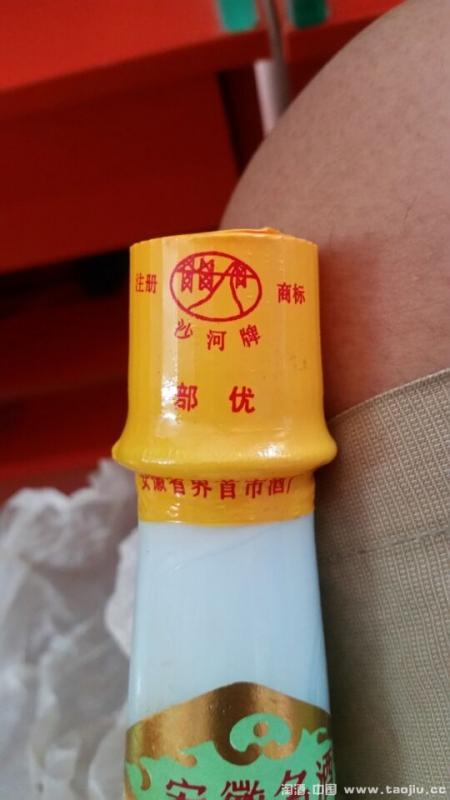 注册 商标
沙河牌
部优
安徽省界首市酒厂
安徽名酒
淘酒.中国 www.taojiu.cc